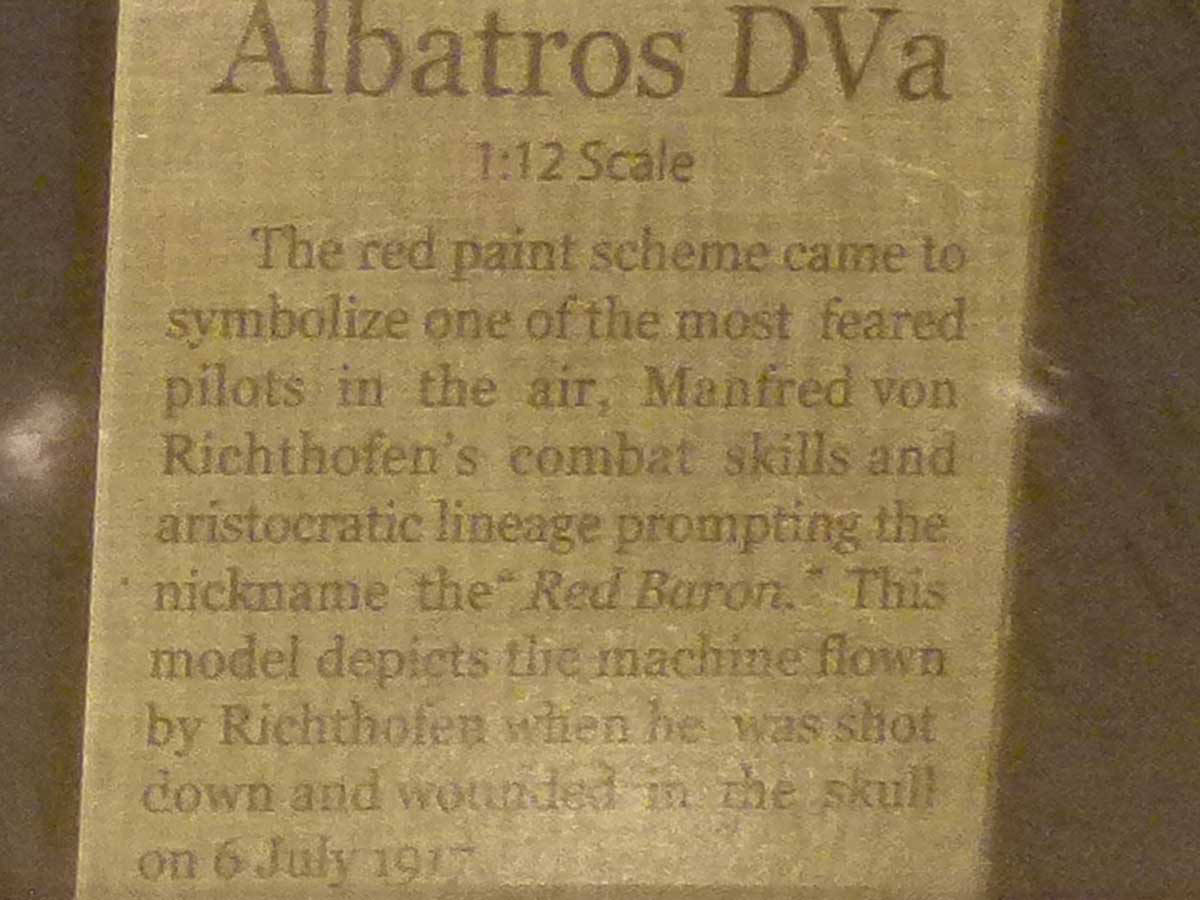 Albatros DVa
1:12 Scale
The red paint scheme came to
symbolize one of the most feared
pilots in the air, Manfred von
Richthofen's combat skills and
aristocratic lineage prompting the
nickname the“ Red Baron.” This
model depicts the machine flown
by Richthofen when he was shot
down and wounded in the skull
on 6 July 1917